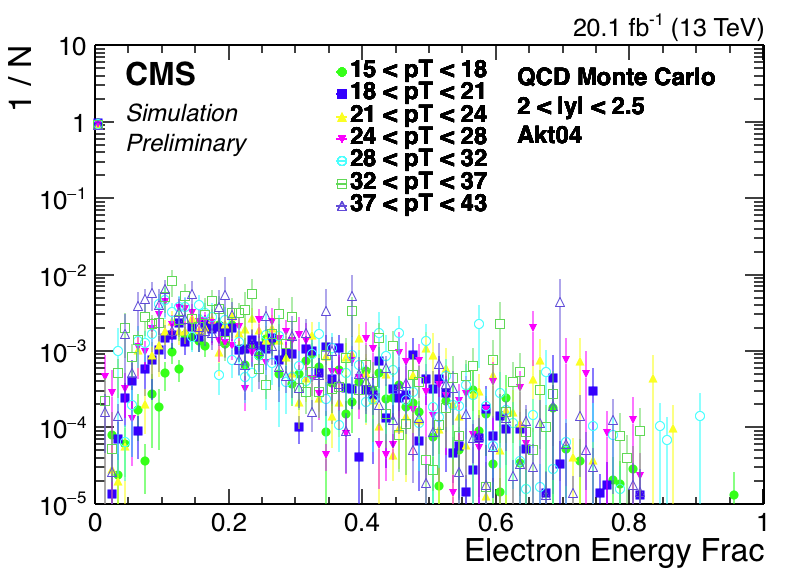 20.1 fb⁻¹ (13 TeV)
1 / N
10
1
10⁻¹
10⁻²
10⁻³
10⁻⁴
10⁻⁵
CMS
Simulation
Preliminary
15 < pT < 18
18 < pT < 21
21 < pT < 24
24 < pT < 28
28 < pT < 32
32 < pT < 37
37 < pT < 43
QCD Monte Carlo
2 < |y| < 2.5
Akt04
0 0.2 0.4 0.6 0.8 1
Electron Energy Frac